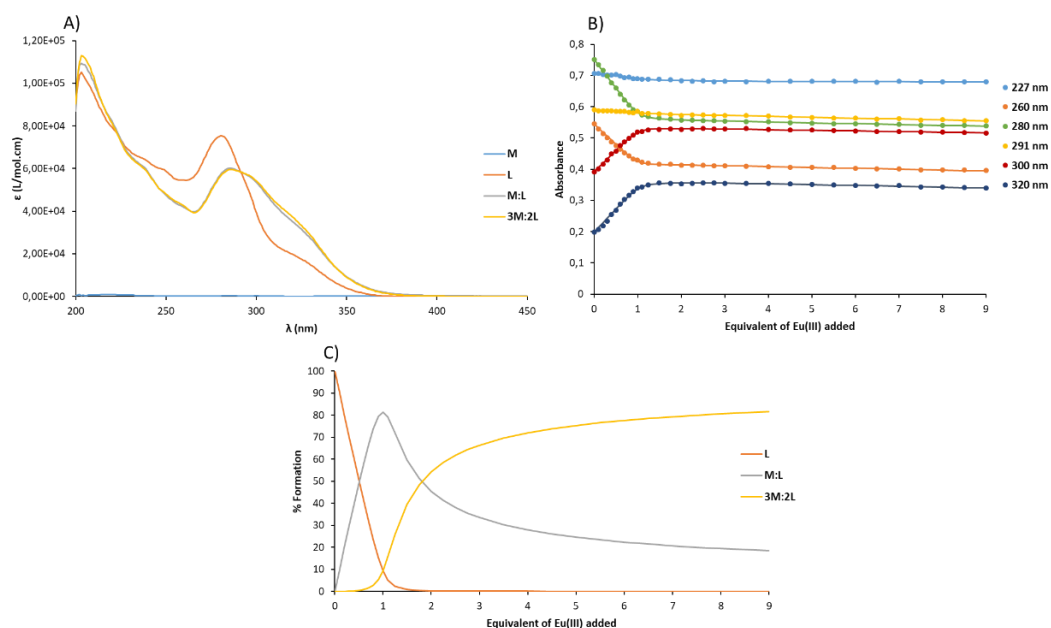 A)
ε (L/mol.cm)
1,20E+05
1,00E+05
8,00E+04
6,00E+04
4,00E+04
2,00E+04
0,00E+00
200 250 300 350 400 450
λ (nm)
M
L
M:L
3M:2L
B)
Absorbance
0,8
0,7
0,6
0,5
0,4
0,3
0,2
0,1
0
0 1 2 3 4 5 6 7 8 9
Equivalent of Eu(III) added
227 nm
260 nm
280 nm
291 nm
300 nm
320 nm
C)
% Formation
100
90
80
70
60
50
40
30
20
10
0
0 1 2 3 4 5 6 7 8 9
Equivalent of Eu(III) added
L
M:L
3M:2L